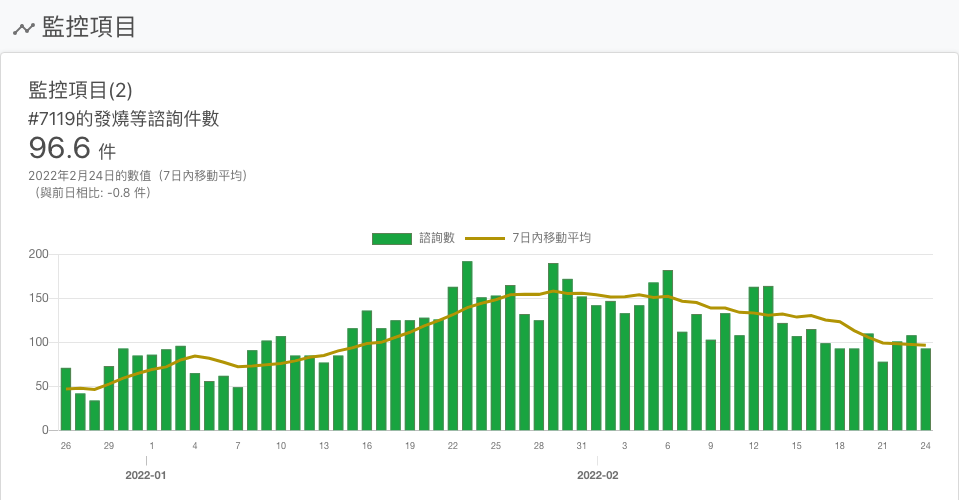 監控項目
監控項目(2)
#7119的發燒等諮詢件數
96.6 件
2022年2月24日的數值（7日內移動平均）
（與前日相比: -0.8 件）
諮詢數 7日內移動平均
200
150
100
50
0
26 29 1 4 7 10 13 16 19 22 25 28 31 3 6 9 12 15 18 21 24
2022-01 2022-02